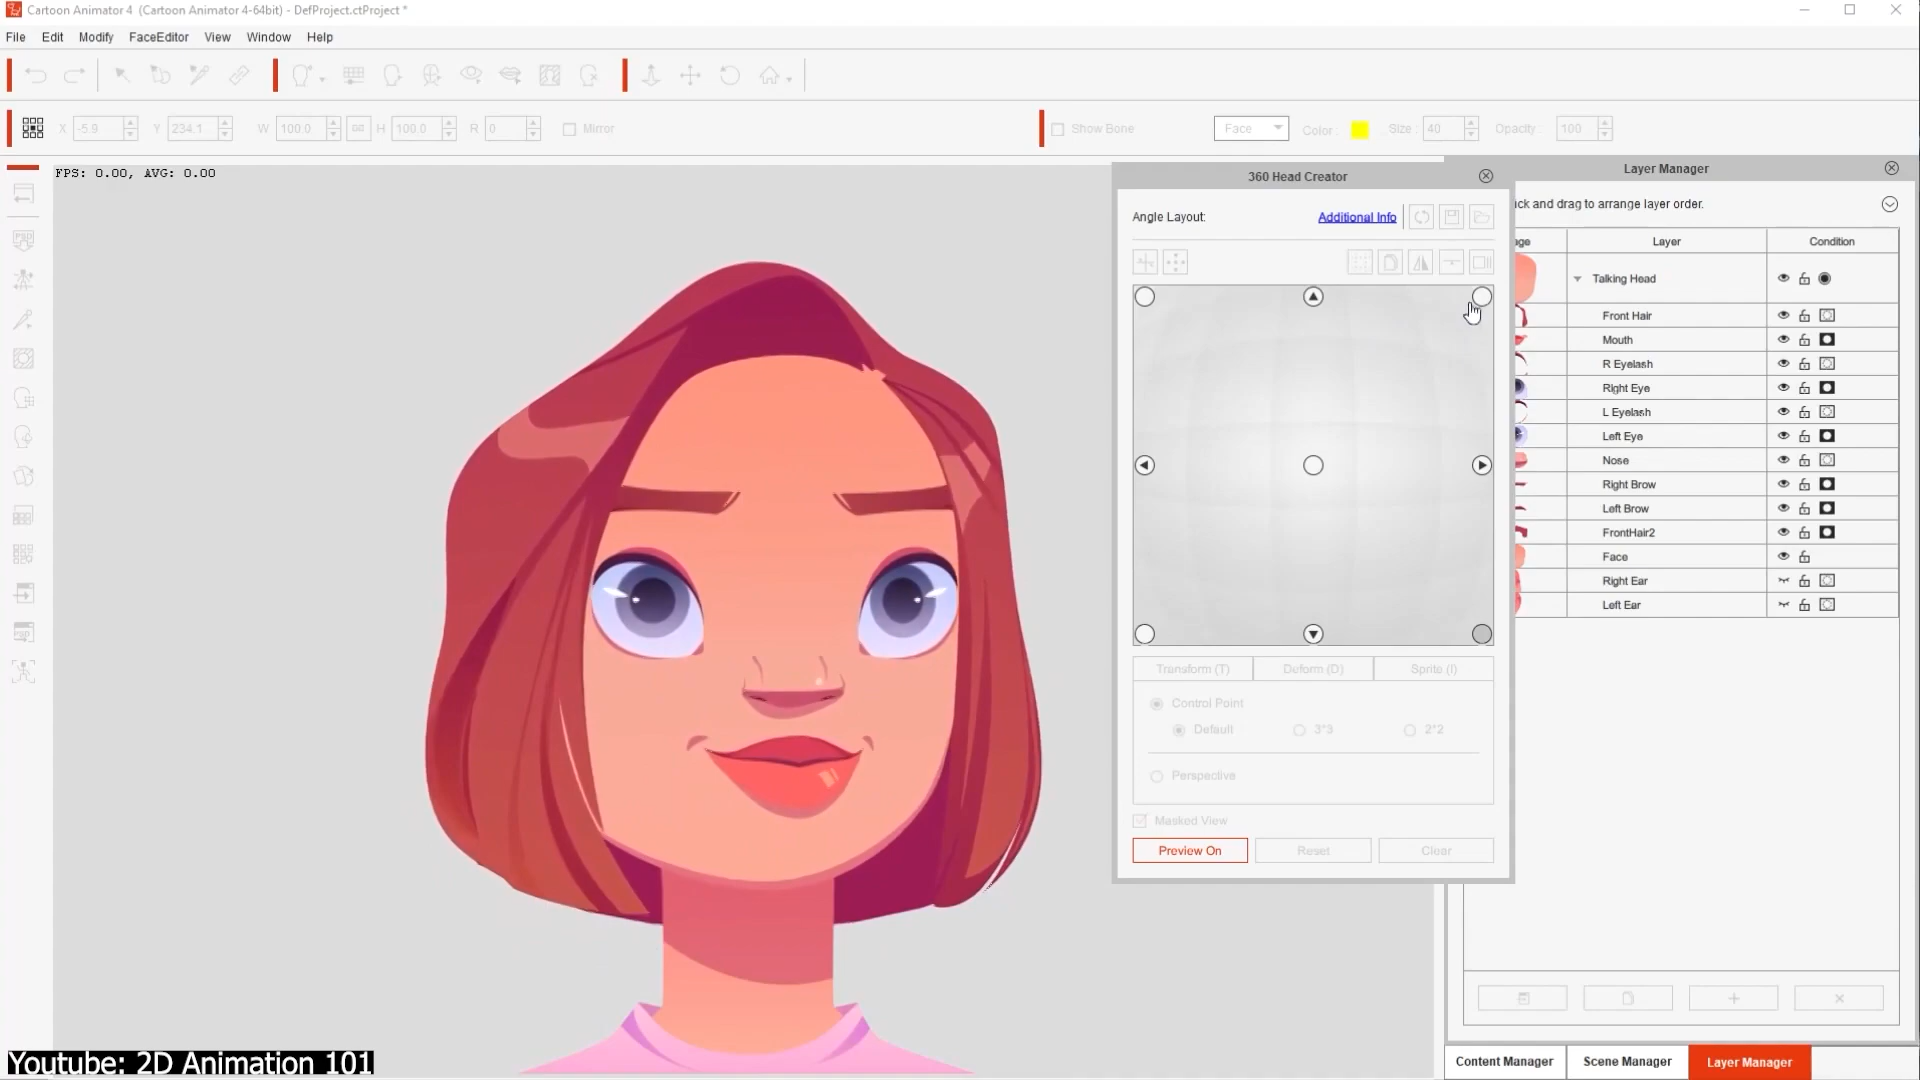 Cartoon Animator 4 (Cartoon Animator 4-64bit) - DefProject.ctProject *
File Edit Modify FaceEditor View Window Help
X -5.9 Y 234.1 W 100.0 H 100.0 R 0 Mirror Show Bone Face Color: Size: 40 Opacity: 100
FPS: 0.00, AVG: 0.00
360 Head Creator
Angle Layout: Additional Info
Transform (T) Deform (D) Sprite (I)
Control Point
Default 3*3 2*2
Perspective
Masked View
Preview On Reset Clear
Layer Manager
ick and drag to arrange layer order.
age Layer Condition
Talking Head
Front Hair
Mouth
R Eyelash
Right Eye
L Eyelash
Left Eye
Nose
Right Brow
Left Brow
FrontHair2
Face
Right Ear
Left Ear
Content Manager Scene Manager Layer Manager
Youtube: 2D Animation 101